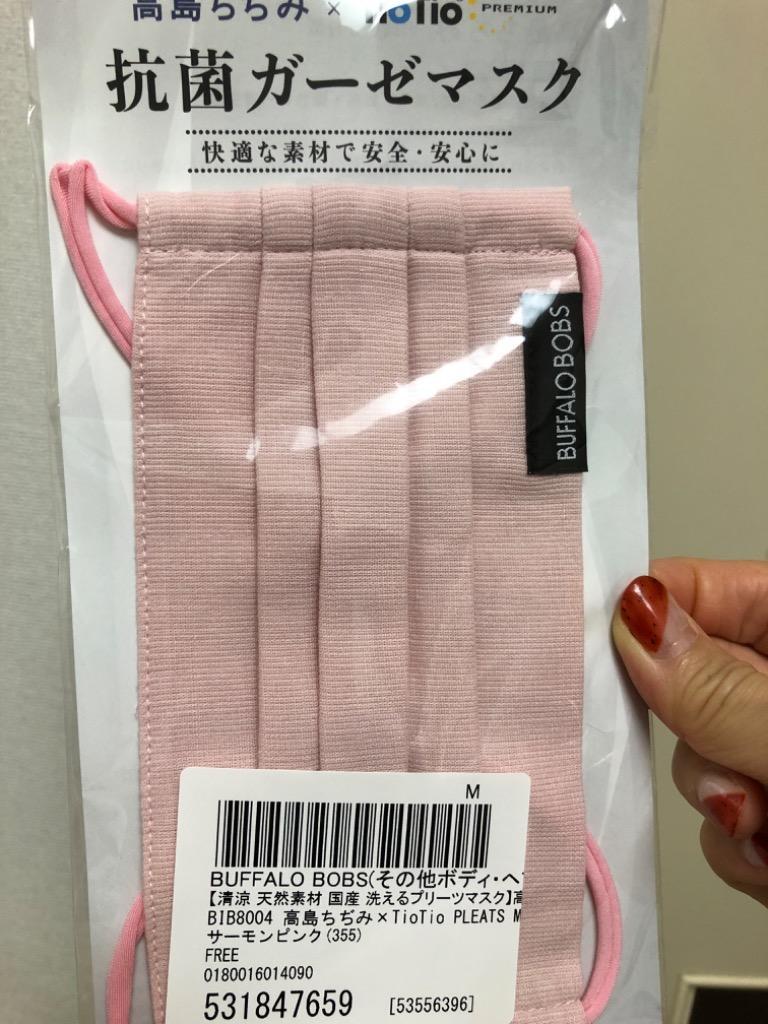 高島ちぢみ × TioTio PREMIUM
抗菌ガーゼマスク
快適な素材で安全・安心に
BUFFALO BOBS
M
BUFFALO BOBS(その他ボディ・ヘ
【清涼 天然素材 国産 洗えるプリーツマスク】高
BIB8004 高島ちぢみ×TioTio PLEATS M
サーモンピンク(355)
FREE
0180016014090
531847659 [53556396]